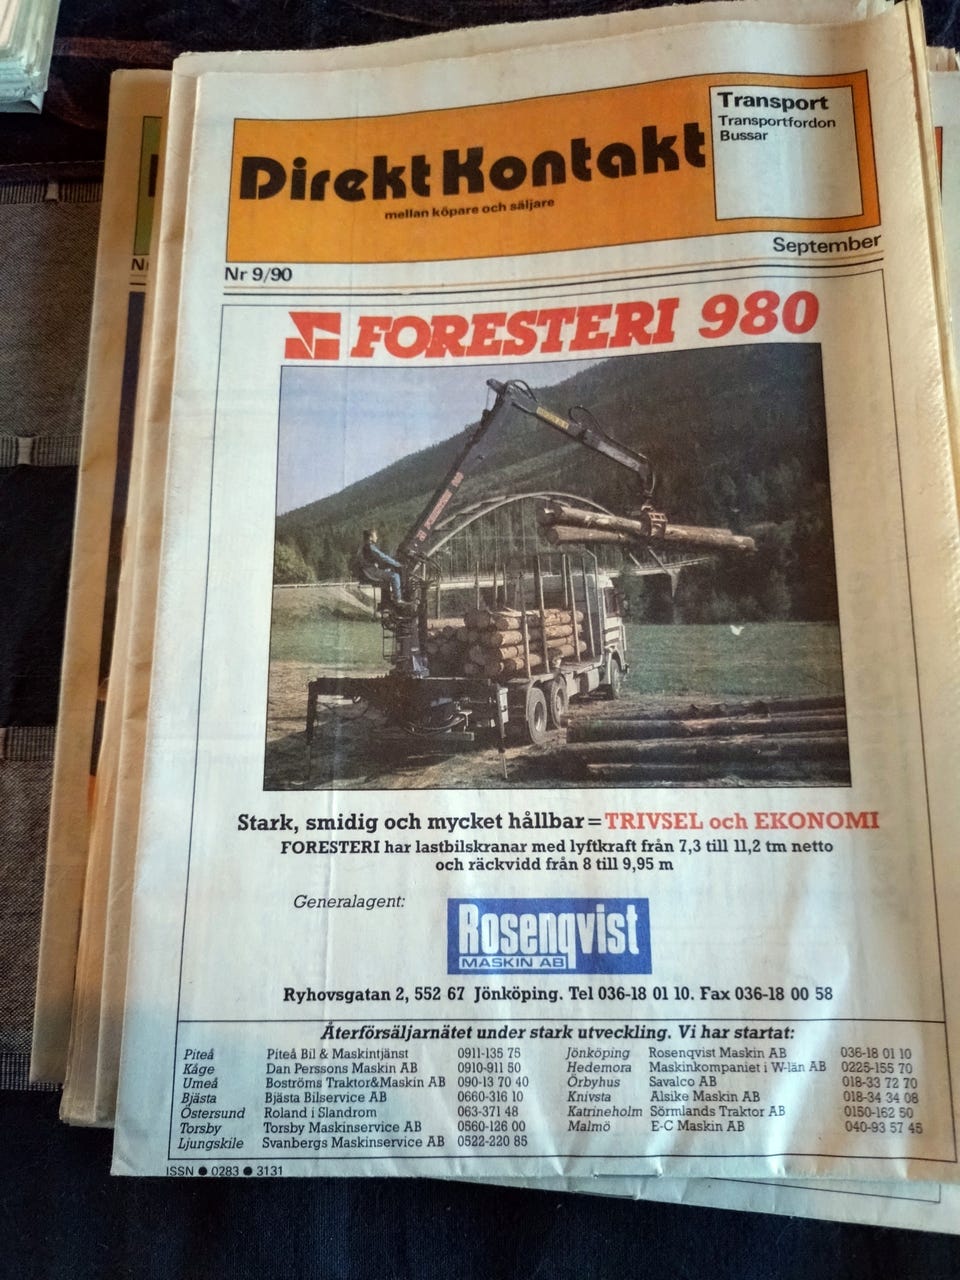 Transport
Transportfordon
Bussar
Direkt Kontakt
mellan köpare och säljare
September
Nr 9/90
FORESTERI 980
Stark, smidig och mycket hållbar=TRIVSEL och EKONOMI
FORESTERI har lastbilskranar med lyftkraft från 7,3 till 11,2 tm netto
och räckvidd från 8 till 9,95 m
Generalagent:
Rosenqvist
MASKIN AB
Ryhovsgatan 2, 552 67 Jönköping. Tel 036-18 01 10. Fax 036-18 00 58
Återförsäljarnätet under stark utveckling. Vi har startat:
Piteå Piteå Bil & Maskintjänst 0911-135 75
Kåge Dan Perssons Maskin AB 0910-911 50
Umeå Boströms Traktor&Maskin AB 090-13 70 40
Bjästa Bjästa Bilservice AB 0660-316 10
Östersund Roland i Slandrom 063-371 48
Torsby Torsby Maskinservice AB 0560-126 00
Ljungskile Svanbergs Maskinservice AB 0522-220 85
Jönköping Rosenqvist Maskin AB 036-18 01 10
Hedemora Maskinkompaniet i W-län AB 0225-155 70
Örbyhus Savalco AB 018-33 72 70
Knivsta Alsike Maskin AB 018-34 34 08
Katrineholm Sörmlands Traktor AB 0150-162 50
Malmö E-C Maskin AB 040-93 57 45
ISSN ● 0283 ● 3131